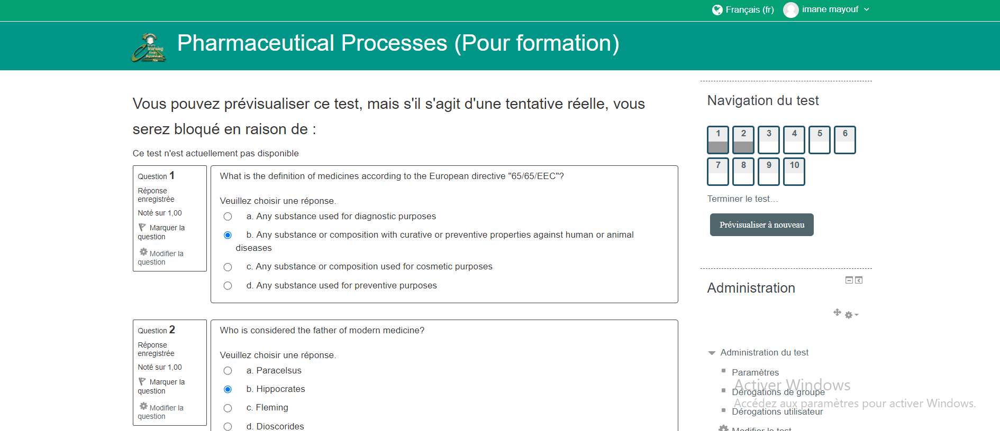 Français (fr) imane mayouf
Pharmaceutical Processes (Pour formation)
Vous pouvez prévisualiser ce test, mais s'il s'agit d'une tentative réelle, vous
serez bloqué en raison de :
Ce test n'est actuellement pas disponible
Question 1
Réponse
enregistrée
Noté sur 1,00
Marquer la
question
Modifier la
question
What is the definition of medicines according to the European directive "65/65/EEC"?
Veuillez choisir une réponse.
a. Any substance used for diagnostic purposes
b. Any substance or composition with curative or preventive properties against human or animal
diseases
c. Any substance or composition used for cosmetic purposes
d. Any substance used for preventive purposes
Question 2
Réponse
enregistrée
Noté sur 1,00
Marquer la
question
Modifier la
question
Who is considered the father of modern medicine?
Veuillez choisir une réponse.
a. Paracelsus
b. Hippocrates
c. Fleming
d. Dioscorides
Navigation du test
1 2 3 4 5 6
7 8 9 10
Terminer le test…
Prévisualiser à nouveau
Administration
Administration du test
Paramètres
Dérogations de groupe
Dérogations utilisateur
Modifier le test
Activer Windows
Accédez aux paramètres pour activer Windows.